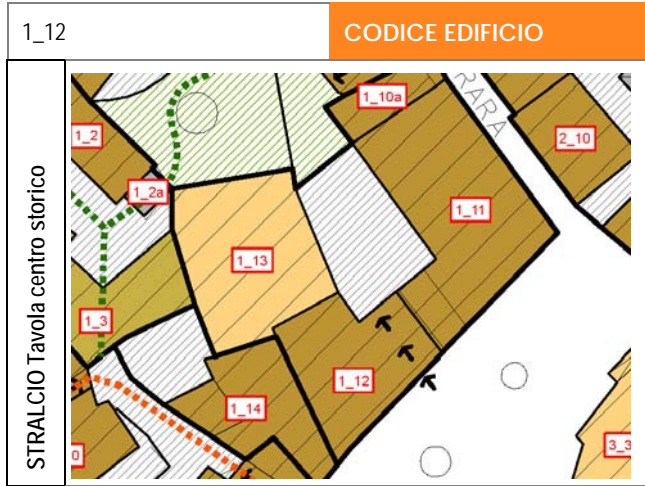 1_12
CODICE EDIFICIO
STRALCIO Tavola centro storico
1_10a
RARA
1_2
2_10
1_2a
1_11
1_13
1_3
1_12
1_14
3_3
0